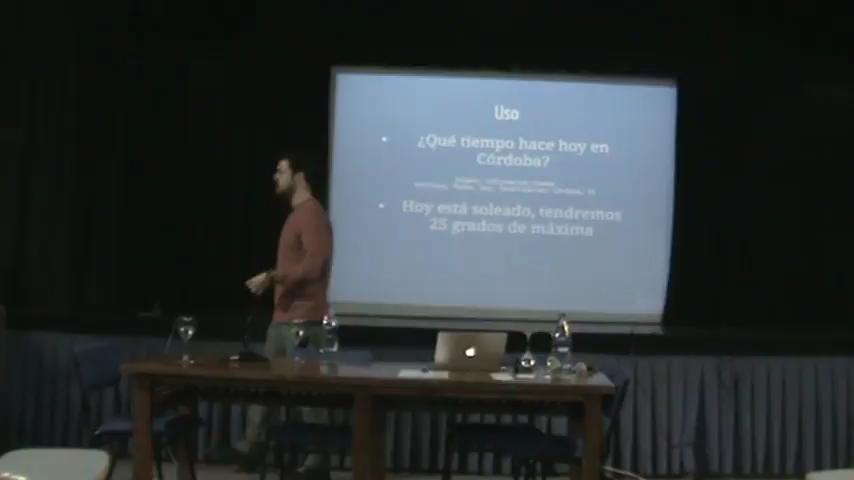 Uso
¿Qué tiempo hace hoy en
Córdoba?
Hoy está soleado, tendremos
25 grados de máxima